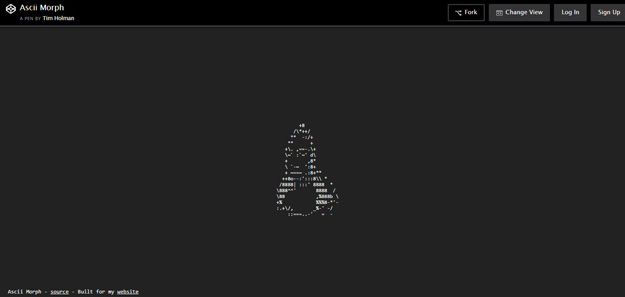 Ascii Morph
A PEN BY Tim Holman
Fork
Change View
Log In
Sign Up
Ascii Morph - source - Built for my website